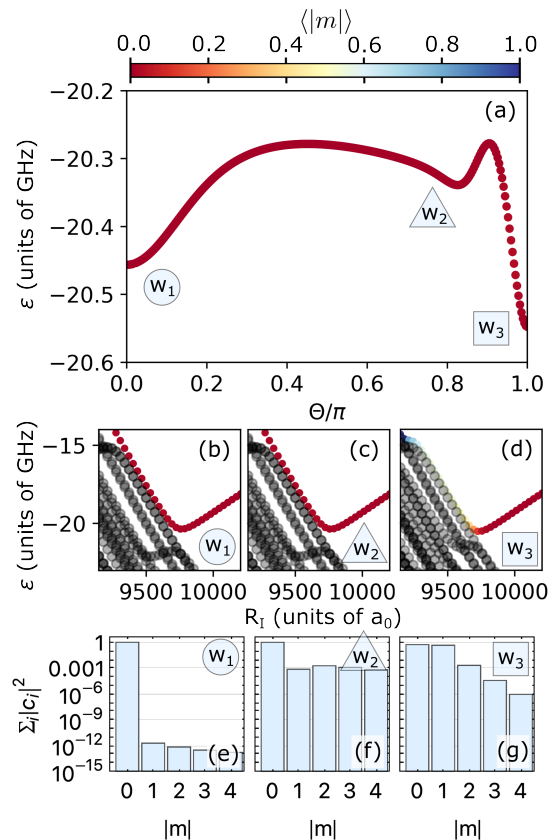 ⟨|m|⟩
0.0 0.2 0.4 0.6 0.8 1.0
(a)
ε (units of GHz)
−20.2
−20.3
−20.4
−20.5
−20.6
w1
w2
w3
0.0 0.2 0.4 0.6 0.8 1.0
Θ/π
ε (units of GHz)
−15
−20
(b) (c) (d)
w1 w2 w3
9500 10000 9500 10000 9500 10000
R_I (units of a_0)
Σ_i|c_i|^2
1
0.001
10^-6
10^-9
10^-12
10^-15
w1 w2 w3
(e) (f) (g)
0 1 2 3 4 0 1 2 3 4 0 1 2 3 4
|m| |m| |m|